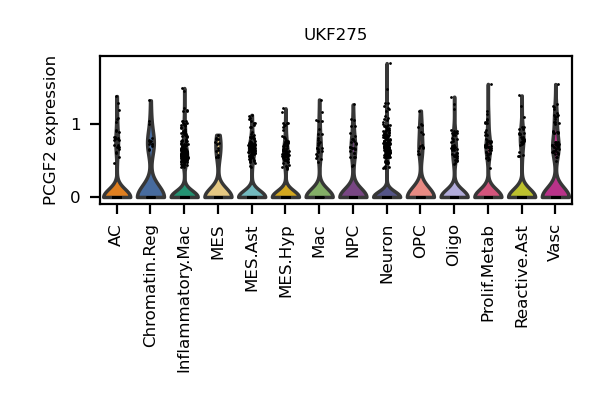 UKF275
PCGF2 expression
1
0
AC
Chromatin.Reg
Inflammatory.Mac
MES
MES.Ast
MES.Hyp
Mac
NPC
Neuron
OPC
Oligo
Prolif.Metab
Reactive.Ast
Vasc